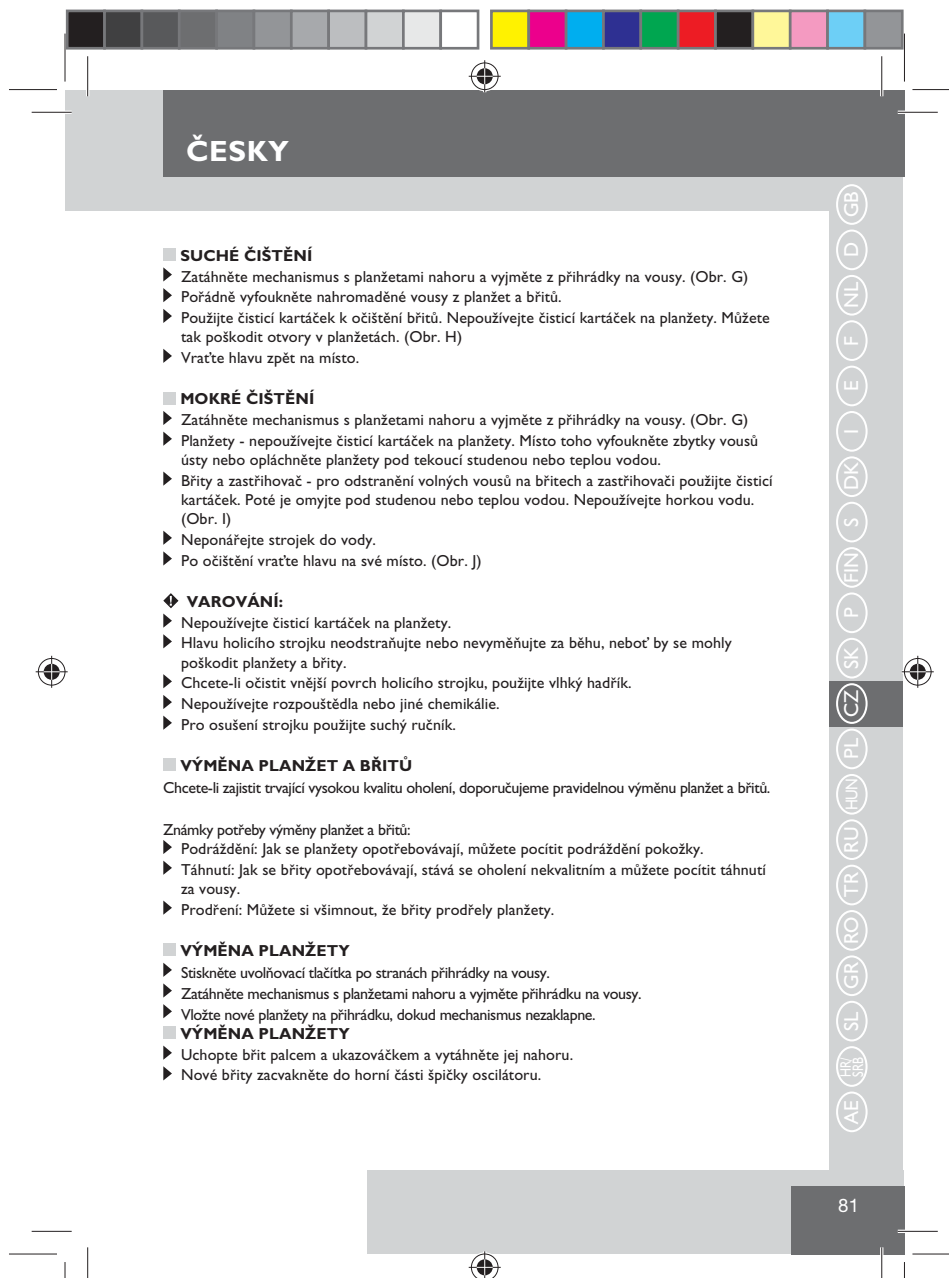 ČESKY
SUCHÉ ČIŠTĚNÍ
Zatáhněte mechanismus s planžetami nahoru a vyjměte z přihrádky na vousy. (Obr. G)
Pořádně vyfoukněte nahromaděné vousy z planžet a břitů.
Použijte čisticí kartáček k očištění břitů. Nepoužívejte čisticí kartáček na planžety. Můžete
tak poškodit otvory v planžetách. (Obr. H)
Vraťte hlavu zpět na místo.
MOKRÉ ČIŠTĚNÍ
Zatáhněte mechanismus s planžetami nahoru a vyjměte z přihrádky na vousy. (Obr. G)
Planžety - nepoužívejte čisticí kartáček na planžety. Místo toho vyfoukněte zbytky vousů
ústy nebo opláchněte planžety pod tekoucí studenou nebo teplou vodou.
Břity a zastřihovač - pro odstranění volných vousů na břitech a zastřihovači použijte čisticí
kartáček. Poté je omyjte pod studenou nebo teplou vodou. Nepoužívejte horkou vodu.
(Obr. I)
Neponářejte strojek do vody.
Po očištění vraťte hlavu na své místo. (Obr. J)
VAROVÁNÍ:
Nepoužívejte čisticí kartáček na planžety.
Hlavu holicího strojku neodstraňujte nebo nevyměňujte za běhu, neboť by se mohly
poškodit planžety a břity.
Chcete-li očistit vnější povrch holicího strojku, použijte vlhký hadřík.
Nepoužívejte rozpouštědla nebo jiné chemikálie.
Pro osušení strojku použijte suchý ručník.
VÝMĚNA PLANŽET A BŘITŮ
Chcete-li zajistit trvající vysokou kvalitu oholení, doporučujeme pravidelnou výměnu planžet a břitů.
Známky potřeby výměny planžet a břitů:
Podráždění: Jak se planžety opotřebovávají, můžete pocítit podráždění pokožky.
Táhnutí: Jak se břity opotřebovávají, stává se oholení nekvalitním a můžete pocítit táhnutí
za vousy.
Prodření: Můžete si všimnout, že břity prodřely planžety.
VÝMĚNA PLANŽETY
Stiskněte uvolňovací tlačítka po stranách přihrádky na vousy.
Zatáhněte mechanismus s planžetami nahoru a vyjměte přihrádku na vousy.
Vložte nové planžety na přihrádku, dokud mechanismus nezaklapne.
VÝMĚNA PLANŽETY
Uchopte břit palcem a ukazováčkem a vytáhněte jej nahoru.
Nové břity zacvakněte do horní části špičky oscilátoru.
GB
D
NL
F
E
I
DK
S
FIN
P
SK
CZ
PL
HUN
RU
TR
RO
GR
SL
HR/
SRB
AE
81